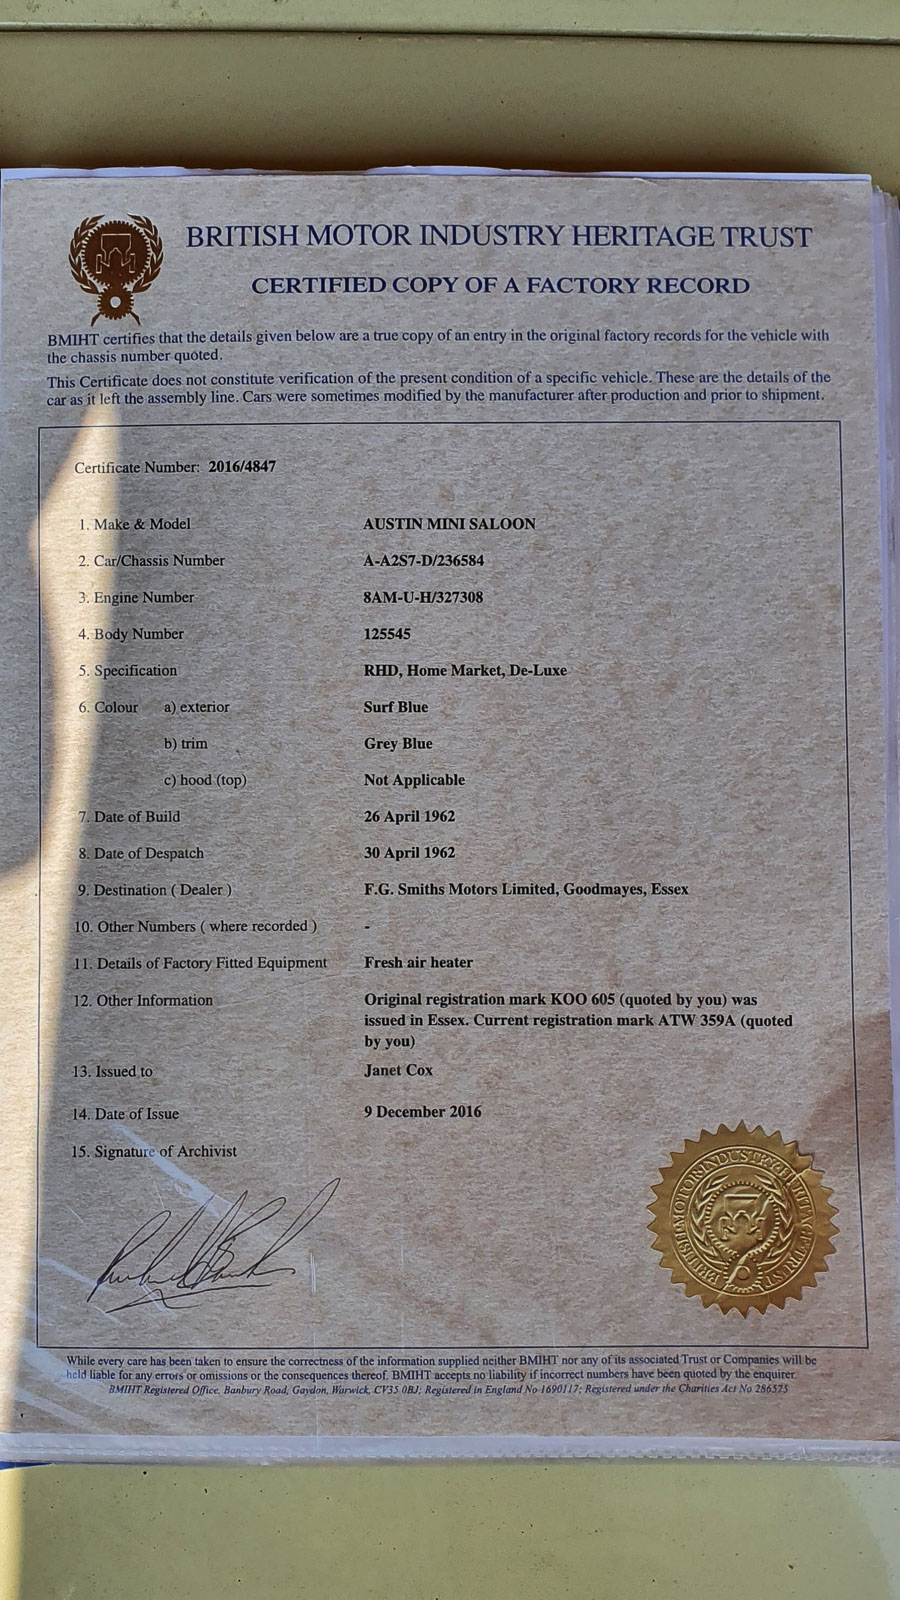 BRITISH MOTOR INDUSTRY HERITAGE TRUST
CERTIFIED COPY OF A FACTORY RECORD
BMIHT certifies that the details given below are a true copy of an entry in the original factory records for the vehicle with
the chassis number quoted.
This Certificate does not constitute verification of the present condition of a specific vehicle. These are the details of the
car as it left the assembly line. Cars were sometimes modified by the manufacturer after production and prior to shipment.
Certificate Number: 2016/4847
1. Make & Model AUSTIN MINI SALOON
2. Car/Chassis Number A-A2S7-D/236584
3. Engine Number 8AM-U-H/327308
4. Body Number 125545
5. Specification RHD, Home Market, De-Luxe
6. Colour a) exterior Surf Blue
b) trim Grey Blue
c) hood (top) Not Applicable
7. Date of Build 26 April 1962
8. Date of Despatch 30 April 1962
9. Destination ( Dealer ) F.G. Smiths Motors Limited, Goodmayes, Essex
10. Other Numbers ( where recorded ) -
11. Details of Factory Fitted Equipment Fresh air heater
12. Other Information Original registration mark KOO 605 (quoted by you) was
issued in Essex. Current registration mark ATW 359A (quoted
by you)
13. Issued to Janet Cox
14. Date of Issue 9 December 2016
15. Signature of Archivist
BRITISH MOTOR INDUSTRY HERITAGE TRUST
While every care has been taken to ensure the correctness of the information supplied neither BMIHT nor any of its associated Trust or Companies will be
held liable for any errors or omissions or the consequences thereof. BMIHT accepts no liability if incorrect numbers have been quoted by the enquirer.
BMIHT Registered Office, Banbury Road, Gaydon, Warwick, CV35 0BJ; Registered in England No 1690117; Registered under the Charities Act No 286575